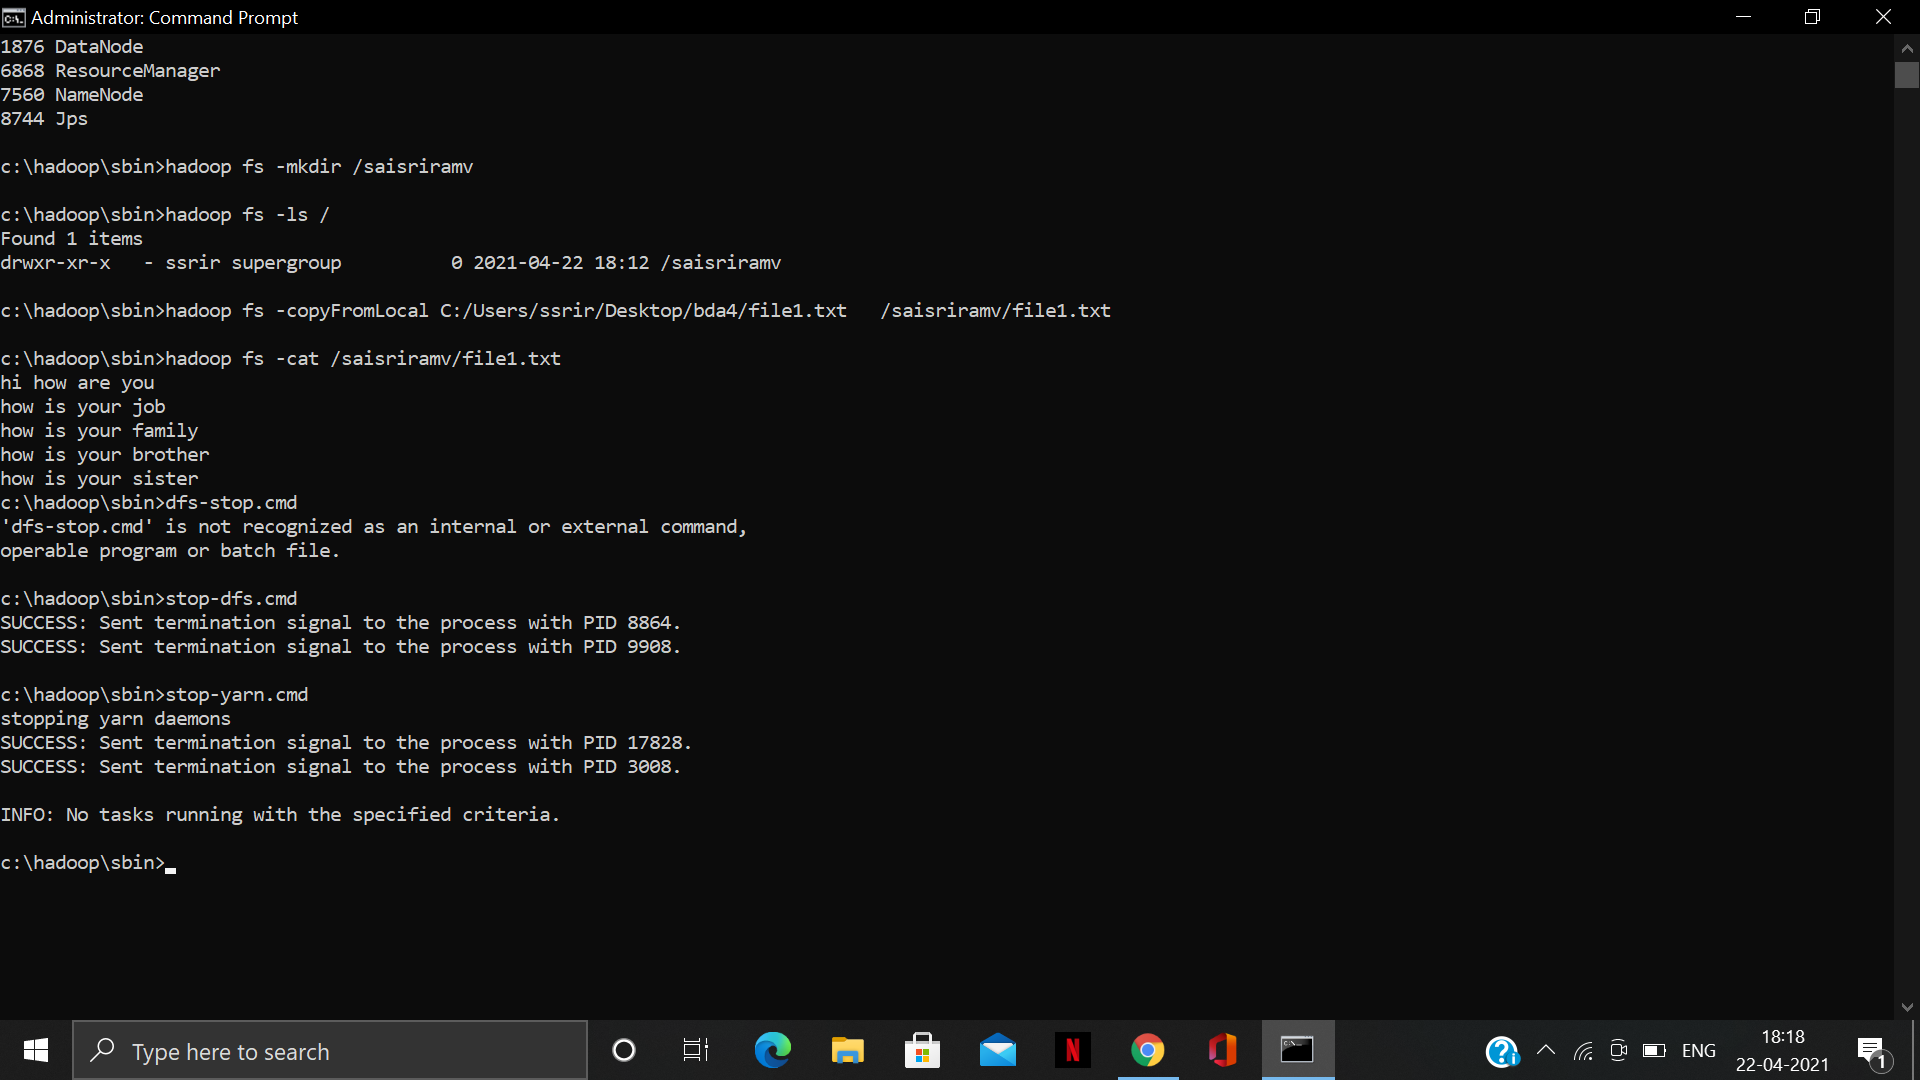 Administrator: Command Prompt
1876 DataNode
6868 ResourceManager
7560 NameNode
8744 Jps
c:\hadoop\sbin>hadoop fs -mkdir /saisriramv
c:\hadoop\sbin>hadoop fs -ls /
Found 1 items
drwxr-xr-x   - ssrir supergroup          0 2021-04-22 18:12 /saisriramv
c:\hadoop\sbin>hadoop fs -copyFromLocal C:/Users/ssrir/Desktop/bda4/file1.txt   /saisriramv/file1.txt
c:\hadoop\sbin>hadoop fs -cat /saisriramv/file1.txt
hi how are you
how is your job
how is your family
how is your brother
how is your sister
c:\hadoop\sbin>dfs-stop.cmd
'dfs-stop.cmd' is not recognized as an internal or external command,
operable program or batch file.
c:\hadoop\sbin>stop-dfs.cmd
SUCCESS: Sent termination signal to the process with PID 8864.
SUCCESS: Sent termination signal to the process with PID 9908.
c:\hadoop\sbin>stop-yarn.cmd
stopping yarn daemons
SUCCESS: Sent termination signal to the process with PID 17828.
SUCCESS: Sent termination signal to the process with PID 3008.
INFO: No tasks running with the specified criteria.
c:\hadoop\sbin>
Type here to search
N
ENG
18:18
22-04-2021
1